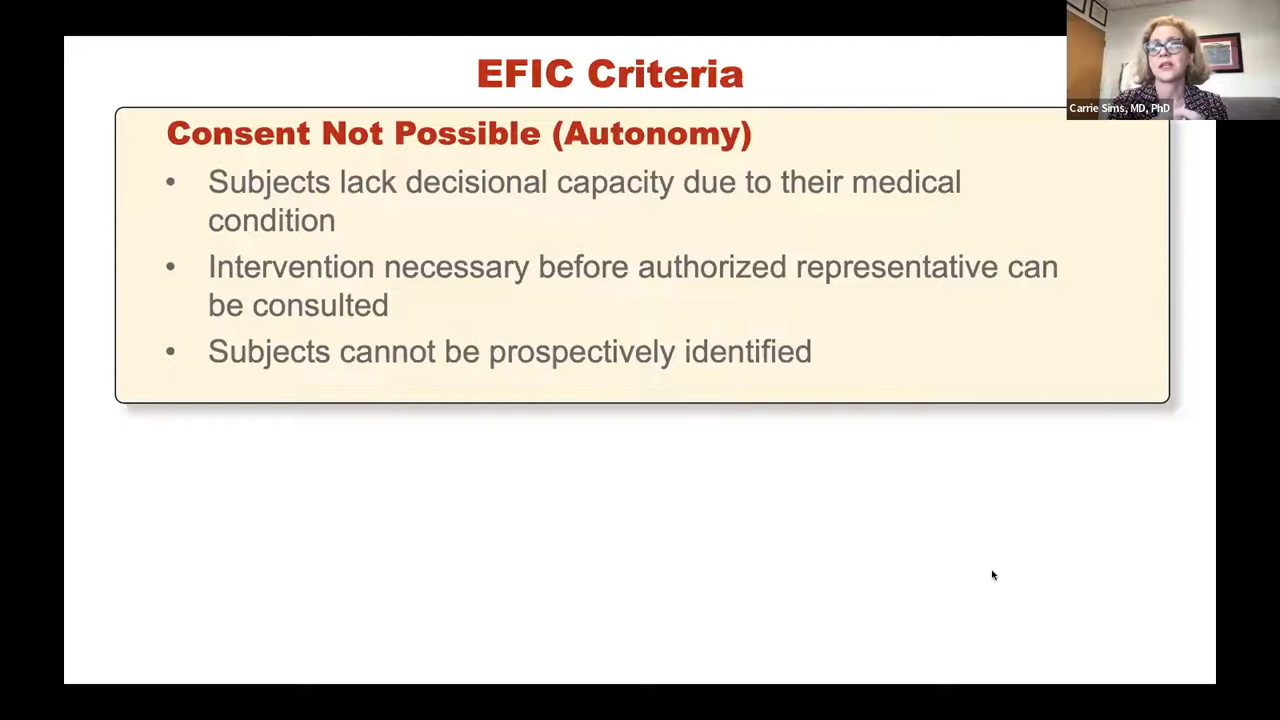 EFIC Criteria
Carrie Sims, MD, PhD
Consent Not Possible (Autonomy)
• Subjects lack decisional capacity due to their medical
condition
• Intervention necessary before authorized representative can
be consulted
• Subjects cannot be prospectively identified